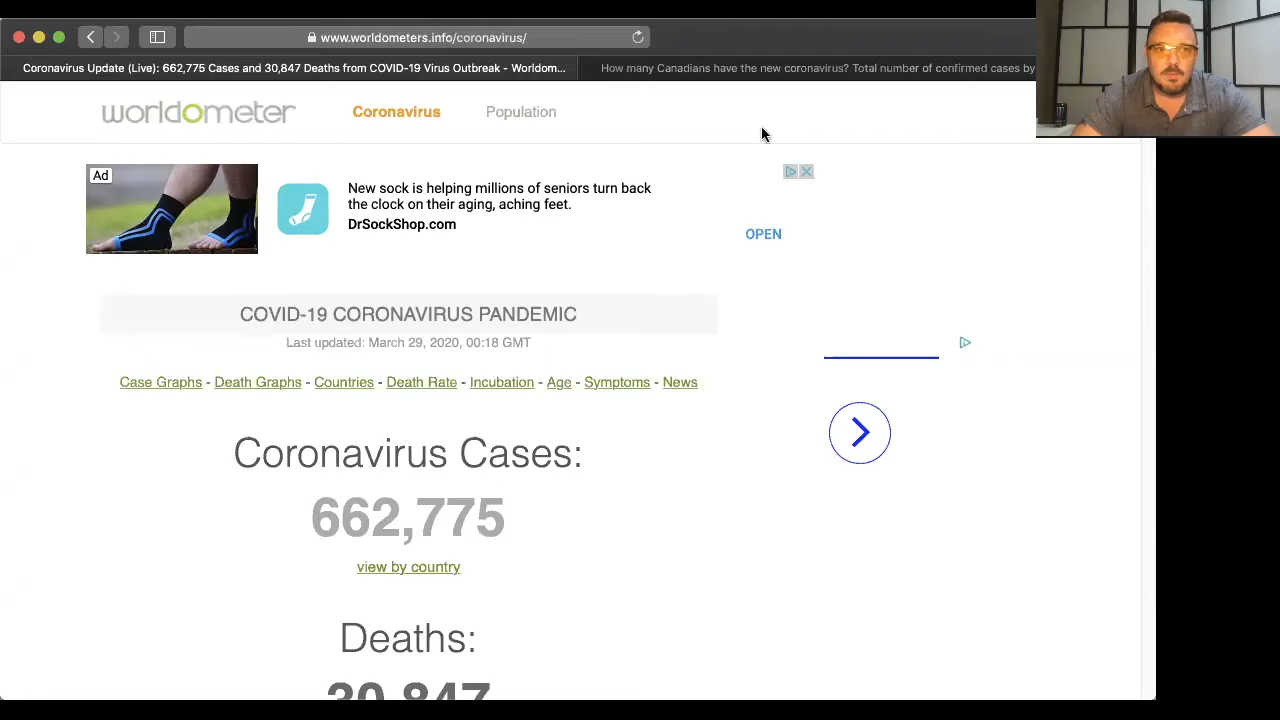 www.worldometers.info/coronavirus/
Coronavirus Update (Live): 662,775 Cases and 30,847 Deaths from COVID-19 Virus Outbreak - Worldom...
How many Canadians have the new coronavirus? Total number of confirmed cases by
worldometer
Coronavirus
Population
Ad
New sock is helping millions of seniors turn back
the clock on their aging, aching feet.
DrSockShop.com
OPEN
COVID-19 CORONAVIRUS PANDEMIC
Last updated: March 29, 2020, 00:18 GMT
Case Graphs - Death Graphs - Countries - Death Rate - Incubation - Age - Symptoms - News
Coronavirus Cases:
662,775
view by country
Deaths:
30,847